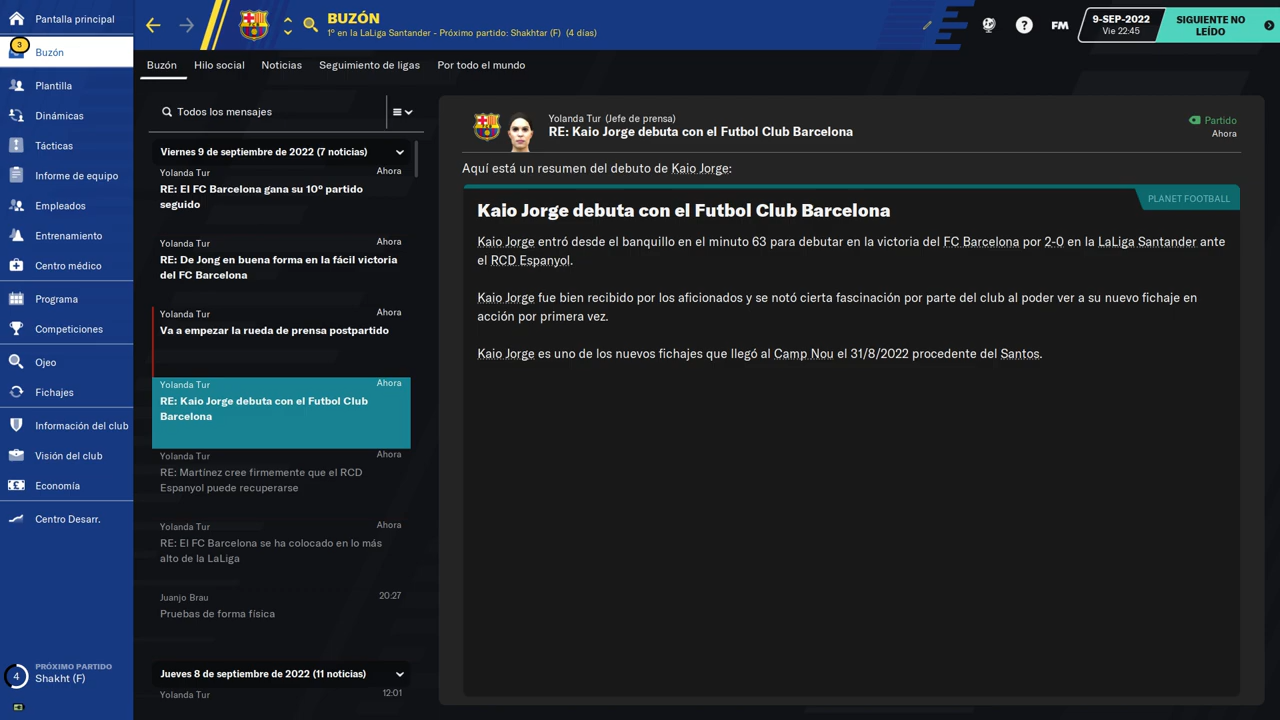 Pantalla principal
3
Buzón
Plantilla
Dinámicas
Tácticas
Informe de equipo
Empleados
Entrenamiento
Centro médico
Programa
Competiciones
Ojeo
Fichajes
Información del club
Visión del club
Economía
Centro Desarr.
PRÓXIMO PARTIDO
4
Shakht (F)
BUZÓN
1º en la LaLiga Santander - Próximo partido: Shakhtar (F) (4 días)
?
FM
9-SEP-2022
Vie 22:45
SIGUIENTE NO
LEÍDO
Buzón
Hilo social
Noticias
Seguimiento de ligas
Por todo el mundo
Todos los mensajes
Viernes 9 de septiembre de 2022 (7 noticias)
Yolanda Tur
Ahora
RE: El FC Barcelona gana su 10º partido
seguido
Yolanda Tur
Ahora
RE: De Jong en buena forma en la fácil victoria
del FC Barcelona
Yolanda Tur
Ahora
Va a empezar la rueda de prensa postpartido
Yolanda Tur
Ahora
RE: Kaio Jorge debuta con el Futbol Club
Barcelona
Yolanda Tur
Ahora
RE: Martínez cree firmemente que el RCD
Espanyol puede recuperarse
Yolanda Tur
Ahora
RE: El FC Barcelona se ha colocado en lo más
alto de la LaLiga
Juanjo Brau
20:27
Pruebas de forma física
Jueves 8 de septiembre de 2022 (11 noticias)
Yolanda Tur
12:01
Yolanda Tur (Jefe de prensa)
RE: Kaio Jorge debuta con el Futbol Club Barcelona
Partido
Ahora
Aquí está un resumen del debuto de Kaio Jorge:
PLANET FOOTBALL
Kaio Jorge debuta con el Futbol Club Barcelona
Kaio Jorge entró desde el banquillo en el minuto 63 para debutar en la victoria del FC Barcelona por 2-0 en la LaLiga Santander ante
el RCD Espanyol.
Kaio Jorge fue bien recibido por los aficionados y se notó cierta fascinación por parte del club al poder ver a su nuevo fichaje en
acción por primera vez.
Kaio Jorge es uno de los nuevos fichajes que llegó al Camp Nou el 31/8/2022 procedente del Santos.